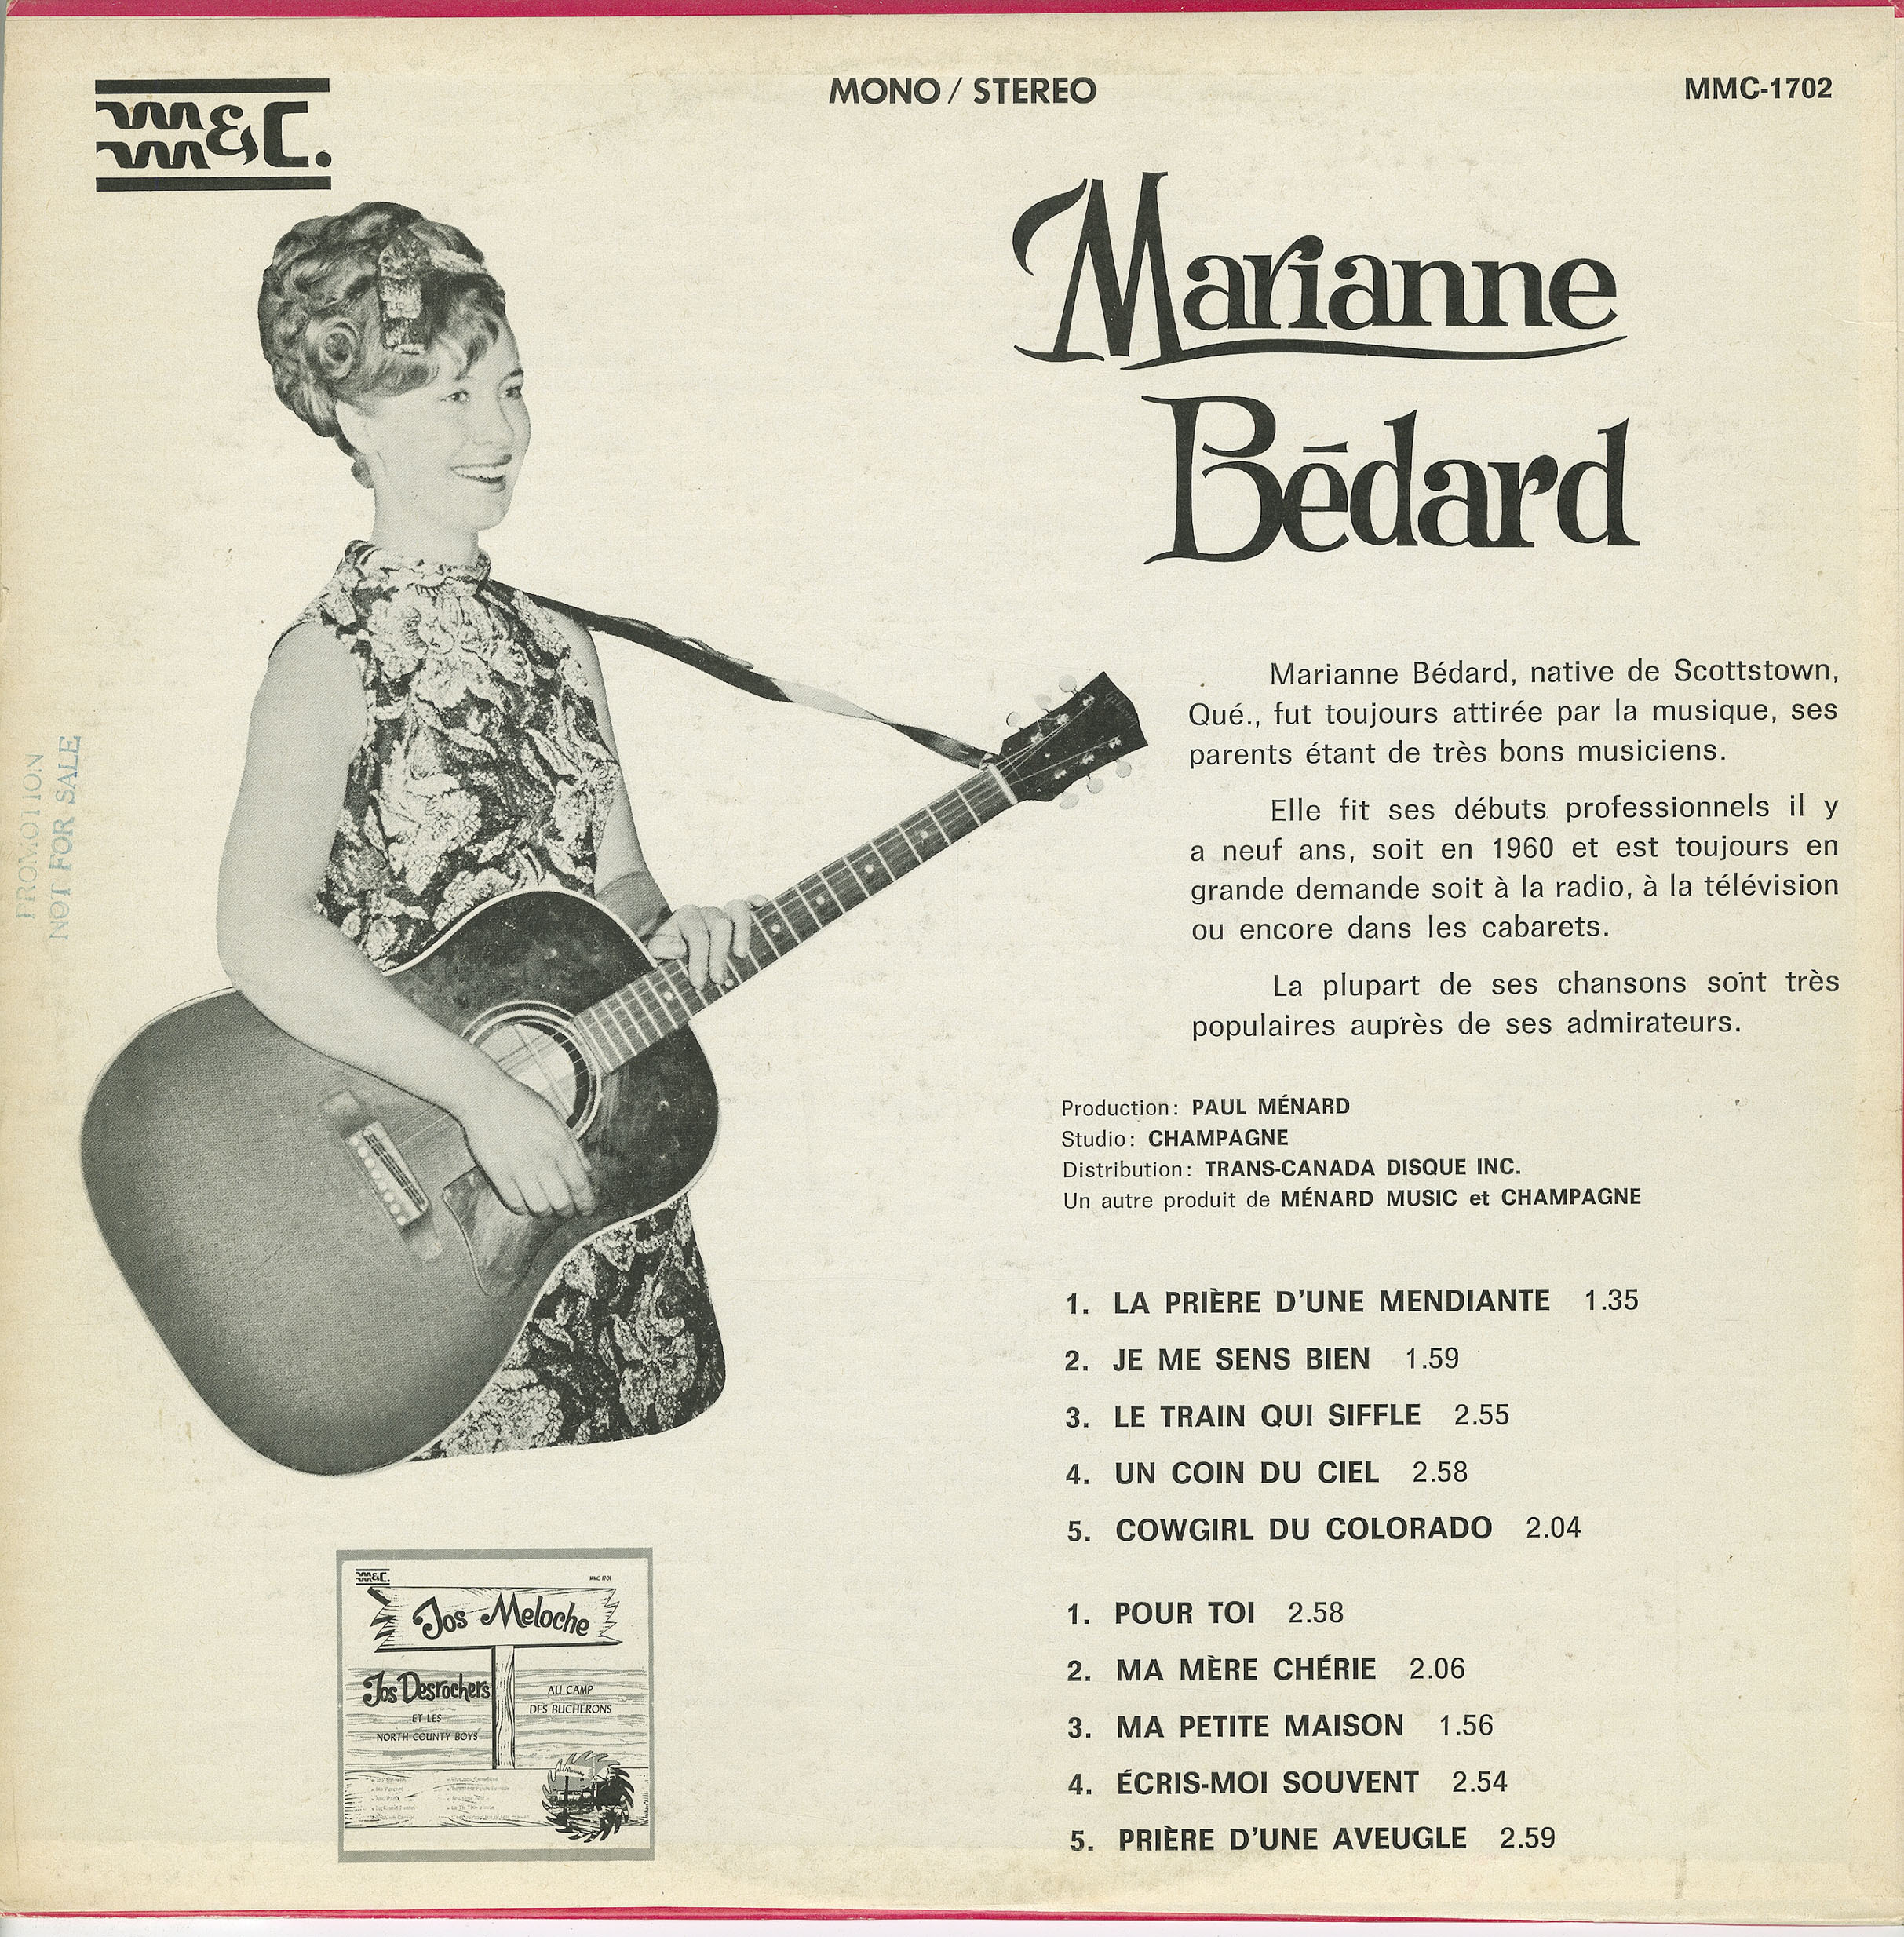 M
M&C.
MONO / STEREO
MMC-1702
Marianne
Bēdard
Marianne Bédard, native de Scottstown,
Qué., fut toujours attirée par la musique, ses
parents étant de très bons musiciens.
Elle fit ses débuts professionnels il y
a neuf ans, soit en 1960 et est toujours en
grande demande soit à la radio, à la télévision
ou encore dans les cabarets.
La plupart de ses chansons sont très
populaires auprès de ses admirateurs.
Production: PAUL MÉNARD
Studio: CHAMPAGNE
Distribution: TRANS-CANADA DISQUE INC.
Un autre produit de MÉNARD MUSIC et CHAMPAGNE
1. LA PRIÈRE D'UNE MENDIANTE 1.35
2. JE ME SENS BIEN 1.59
3. LE TRAIN QUI SIFFLE 2.55
4. UN COIN DU CIEL 2.58
5. COWGIRL DU COLORADO 2.04
1. POUR TOI 2.58
2. MA MÈRE CHÉRIE 2.06
3. MA PETITE MAISON 1.56
4. ÉCRIS-MOI SOUVENT 2.54
5. PRIÈRE D'UNE AVEUGLE 2.59
PROMOTION
NOT FOR SALE
M&C.
MMC 1701
Jos Meloche
Jos Desrochers
ET LES
NORTH COUNTY BOYS
AU CAMP
DES BUCHERONS